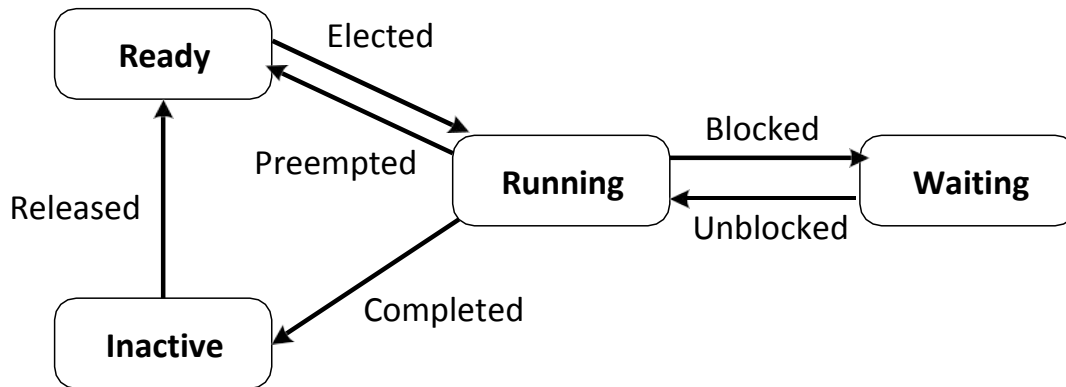 Elected
Ready
Preempted
Blocked
Running
Waiting
Released
Unblocked
Completed
Inactive